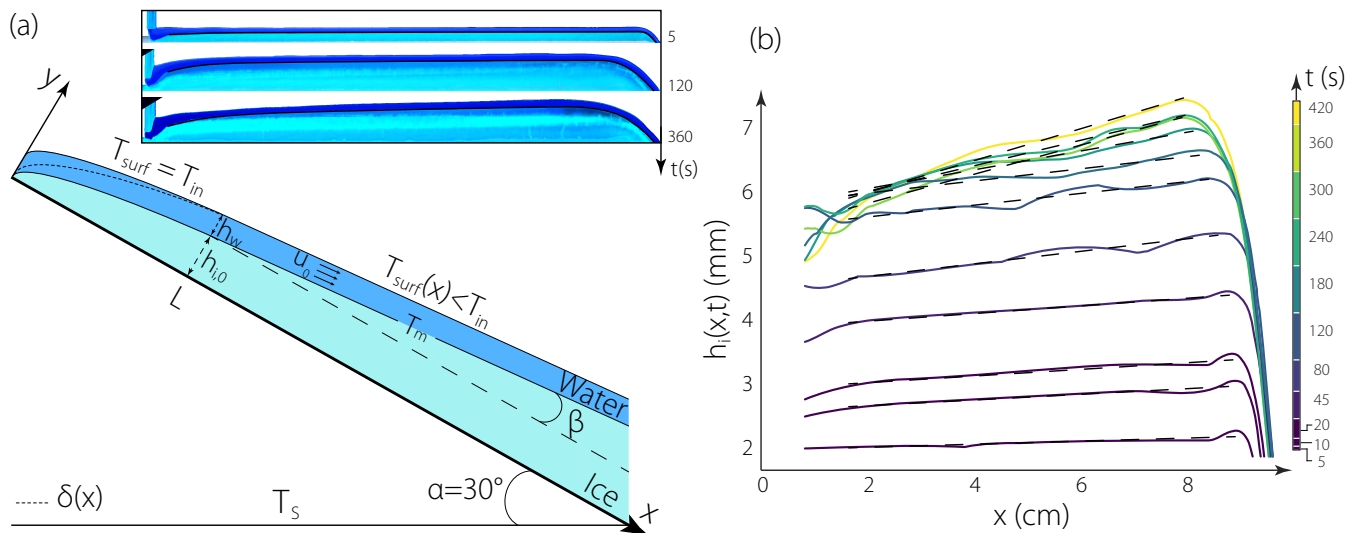 (a)
5
120
360
t(s)
y
T_surf = T_in
h_w
h_i,0
u_0
L
T_surf(x)<T_in
T_m
Water
β
Ice
α=30°
x
δ(x)
T_s
(b)
h_i(x,t) (mm)
7
6
5
4
3
2
0
2
4
6
8
x (cm)
t (s)
420
360
300
240
180
120
80
45
20
10
5